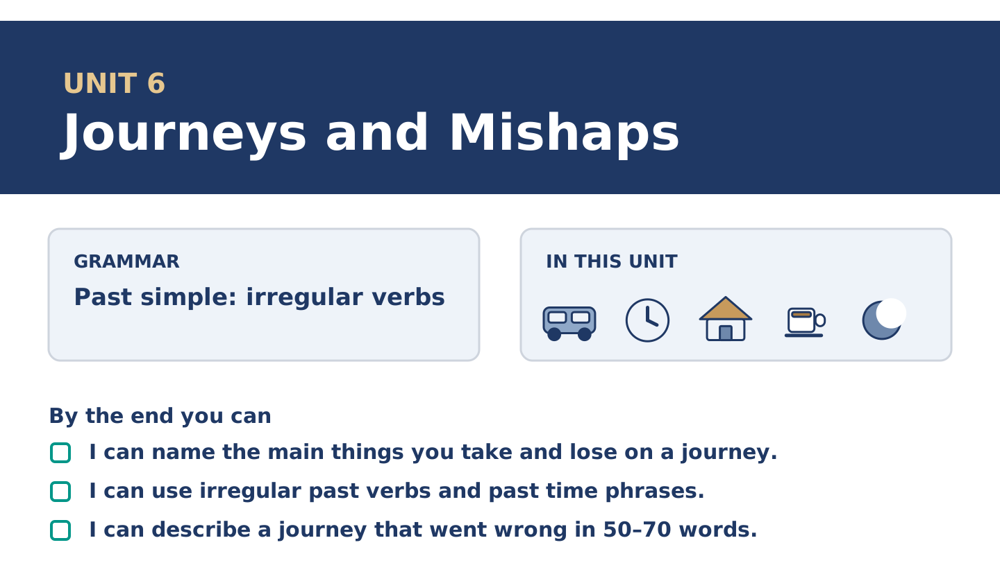 UNIT 6
Journeys and Mishaps
GRAMMAR
Past simple: irregular verbs
IN THIS UNIT
By the end you can
I can name the main things you take and lose on a journey.
I can use irregular past verbs and past time phrases.
I can describe a journey that went wrong in 50–70 words.